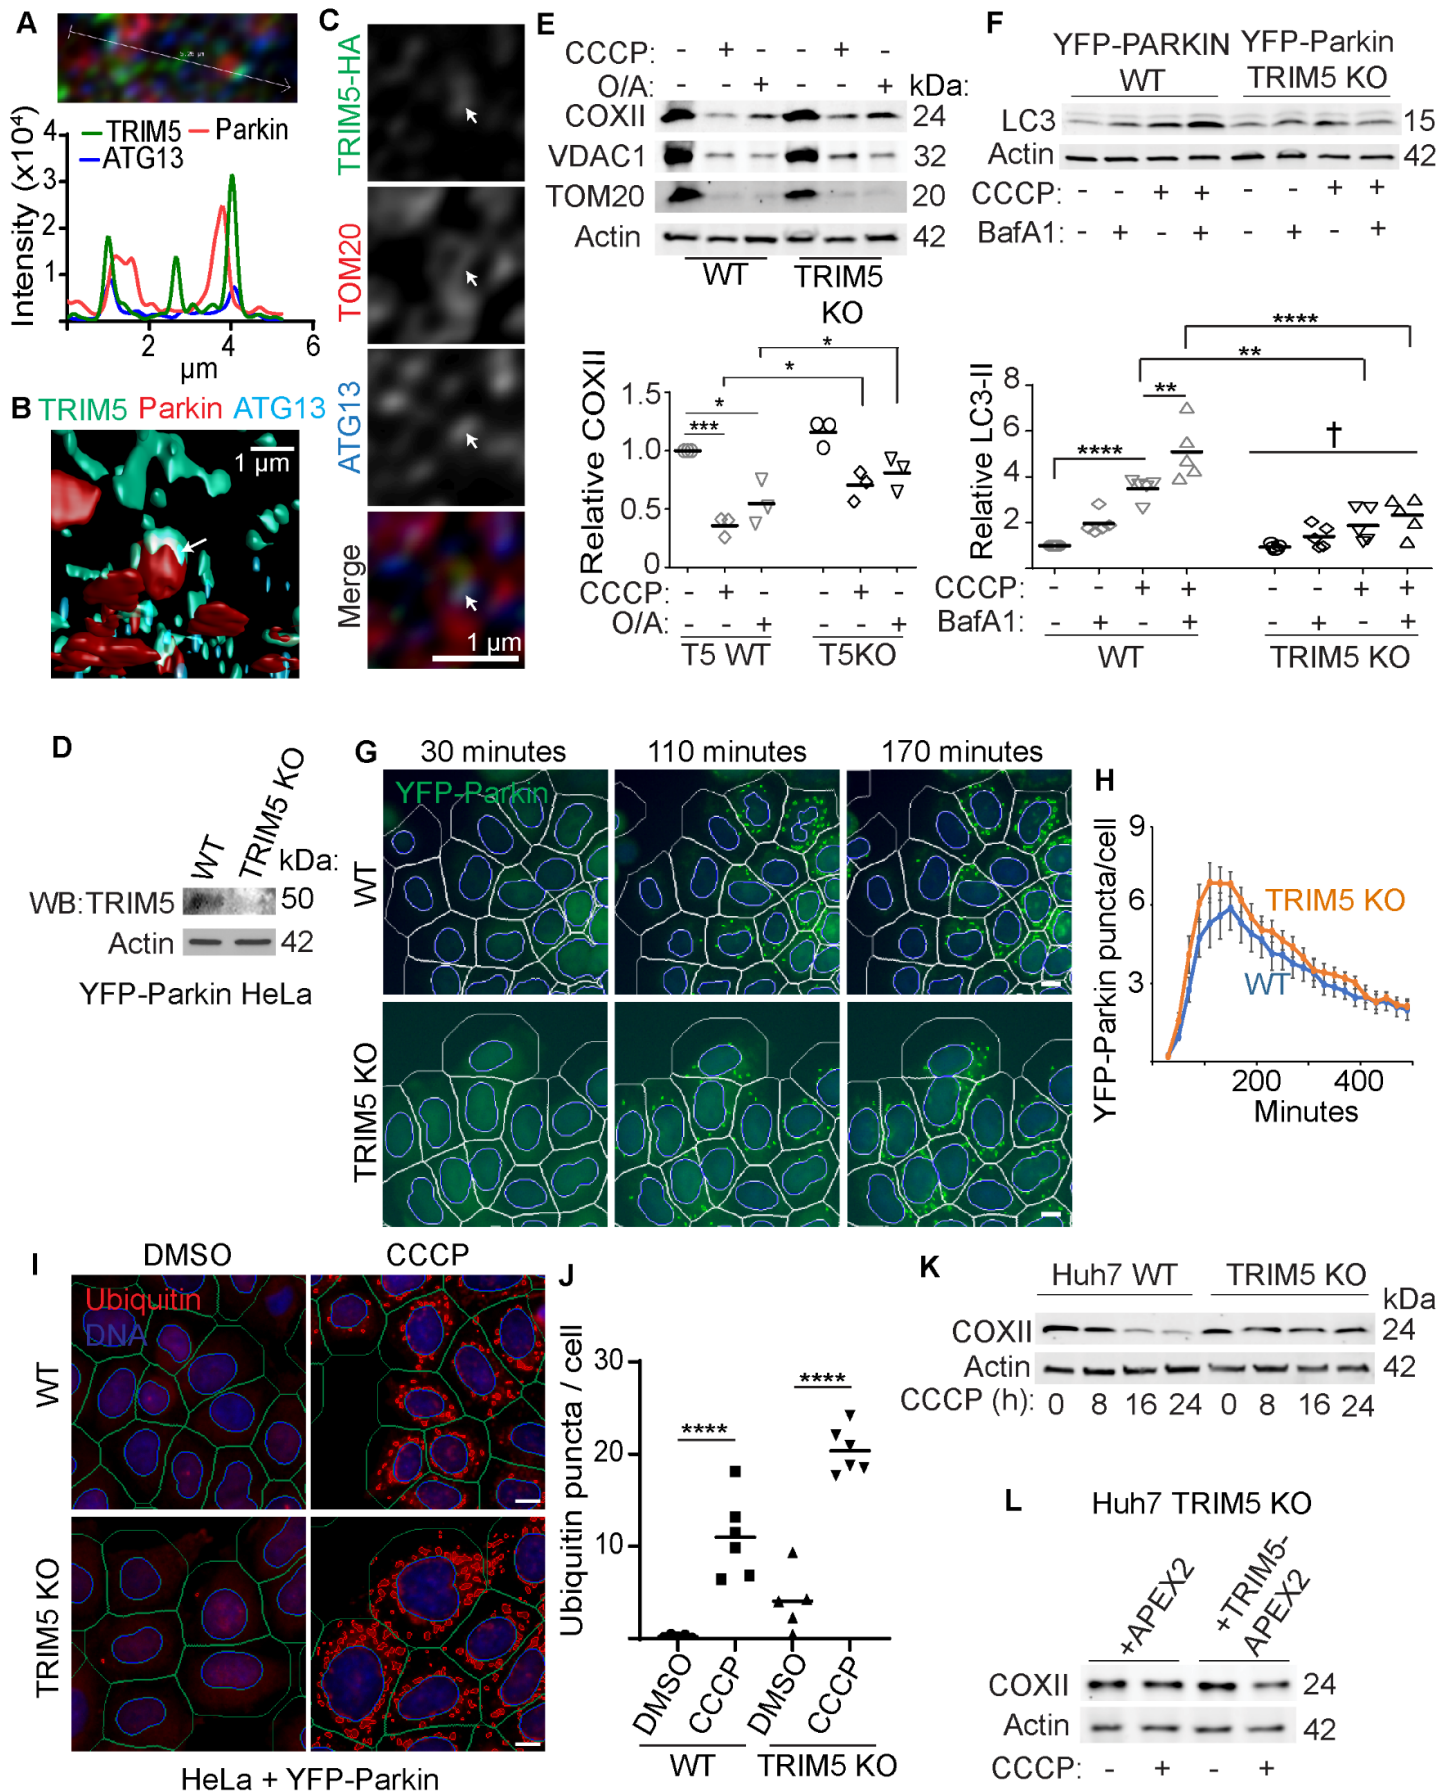 A
5.26 µm
Intensity (x10⁴)
4
3
2
1
TRIM5
Parkin
ATG13
2
4
6
µm
B
TRIM5 Parkin ATG13
1 µm
C
TRIM5-HA
TOM20
ATG13
Merge
1 µm
D
WT
TRIM5 KO
kDa:
WB:TRIM5
50
Actin
42
YFP-Parkin HeLa
E
CCCP: - + - - + -
O/A: - - + - - + kDa:
COXII 24
VDAC1 32
TOM20 20
Actin 42
WT
TRIM5
KO
Relative COXII
1.5
1.0
0.5
0
*
***
*
*
CCCP: - + - - + -
O/A: - - + - - +
T5 WT
T5KO
F
YFP-PARKIN
WT
YFP-Parkin
TRIM5 KO
LC3 15
Actin 42
CCCP: - - + + - - + +
BafA1: - + - + - + - +
Relative LC3-II
8
6
4
2
****
**
**
****
†
CCCP: - - + + - - + +
BafA1: - + - + - + - +
WT
TRIM5 KO
G
30 minutes
110 minutes
170 minutes
YFP-Parkin
WT
TRIM5 KO
H
YFP-Parkin puncta/cell
9
6
3
TRIM5 KO
WT
200
400
Minutes
I
DMSO
CCCP
Ubiquitin
DNA
WT
TRIM5 KO
HeLa + YFP-Parkin
J
Ubiquitin puncta / cell
30
20
10
****
****
DMSO
CCCP
DMSO
CCCP
WT
TRIM5 KO
K
Huh7 WT
TRIM5 KO
kDa
COXII 24
Actin 42
CCCP (h): 0 8 16 24 0 8 16 24
L
Huh7 TRIM5 KO
+APEX2
+TRIM5-
APEX2
COXII 24
Actin 42
CCCP: - + - +